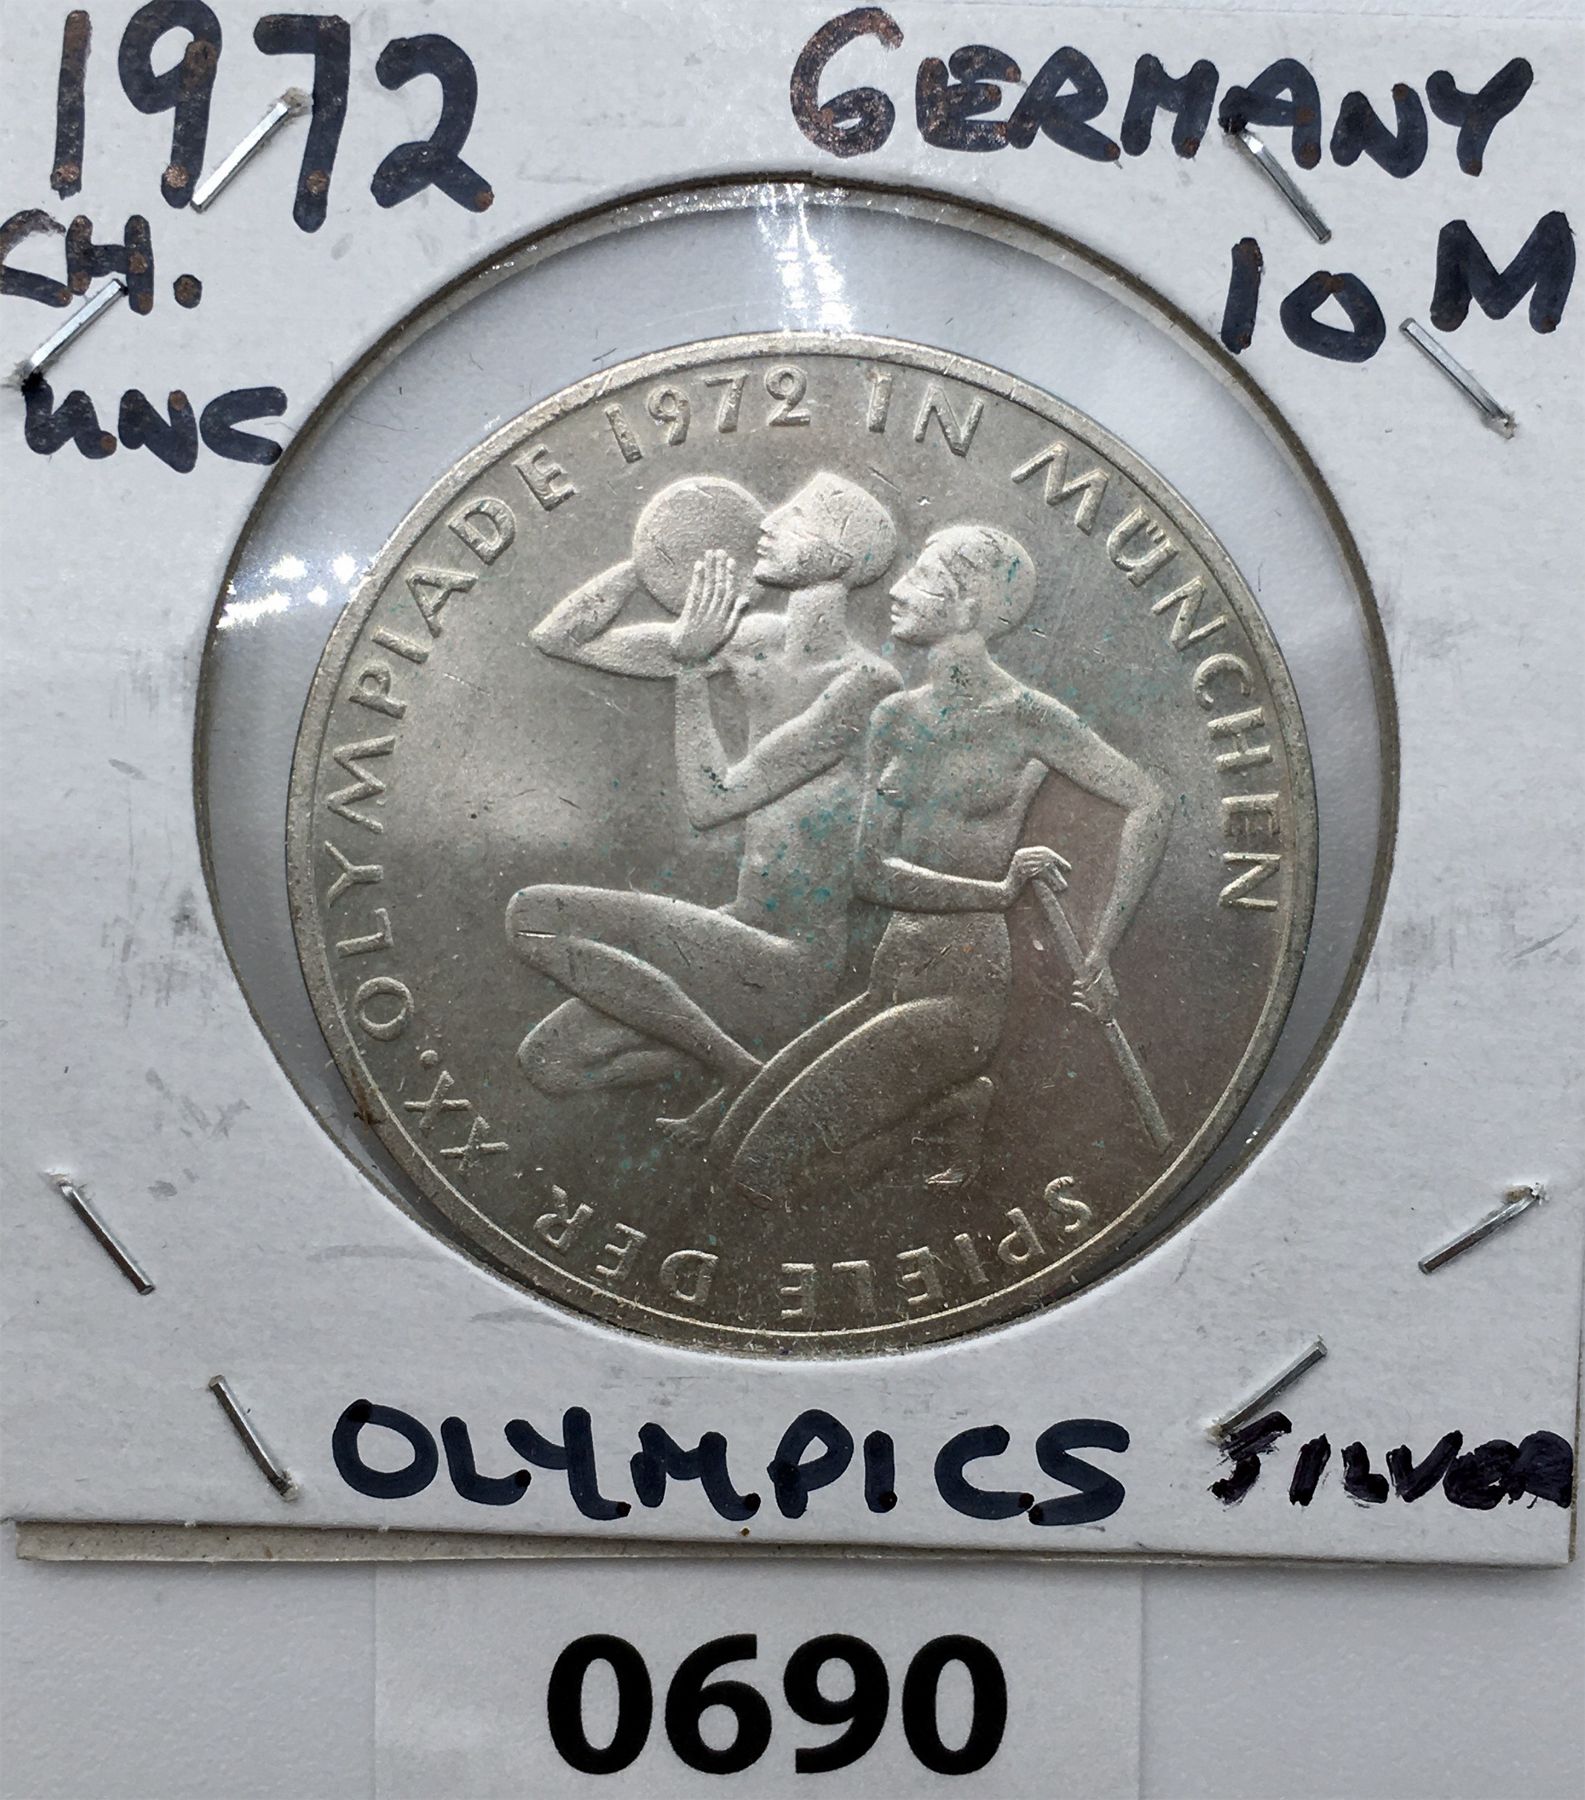 1972 GERMANY
CH. 10 M
UNC
SPIELE DER XX. OLYMPIADE 1972 IN MÜNCHEN
OLYMPICS SILVER
0690